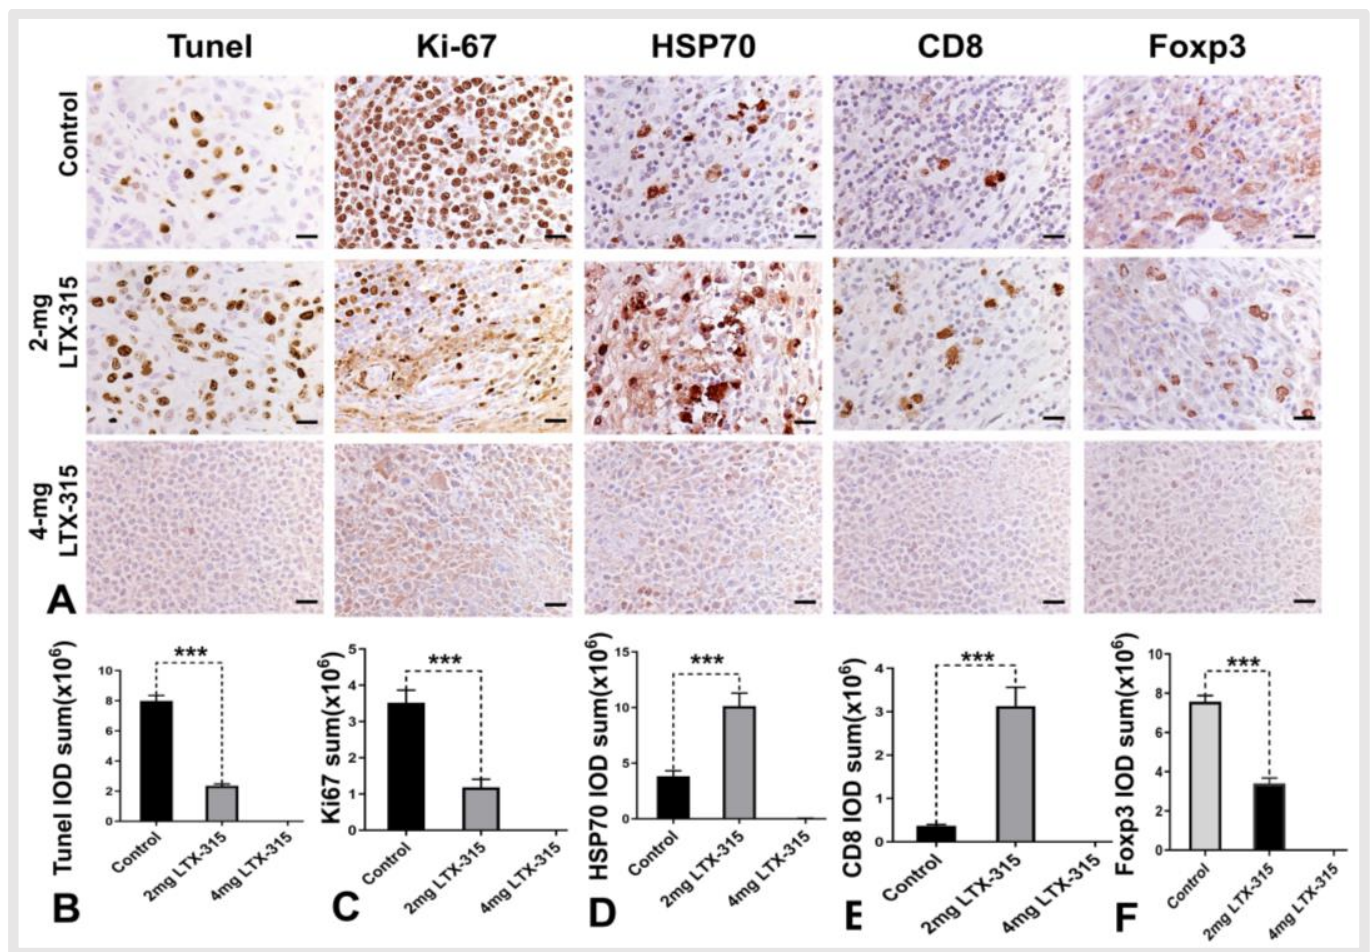 Tunel Ki-67 HSP70 CD8 Foxp3
Control
2-mg
LTX-315
4-mg
LTX-315
A
Tunel IOD sum(x10⁶)
10
8
6
4
2
0
***
Control
2mg LTX-315
4mg LTX-315
B
Ki67 sum(x10⁶)
5
4
3
2
1
0
***
Control
2mg LTX-315
4mg LTX-315
C
HSP70 IOD sum(x10⁶)
15
10
5
0
***
Control
2mg LTX-315
4mg LTX-315
D
CD8 IOD sum(x10⁶)
4
3
2
1
0
***
Control
2mg LTX-315
4mg LTX-315
E
Foxp3 IOD sum(x10⁶)
10
8
6
4
2
0
***
Control
2mg LTX-315
4mg LTX-315
F